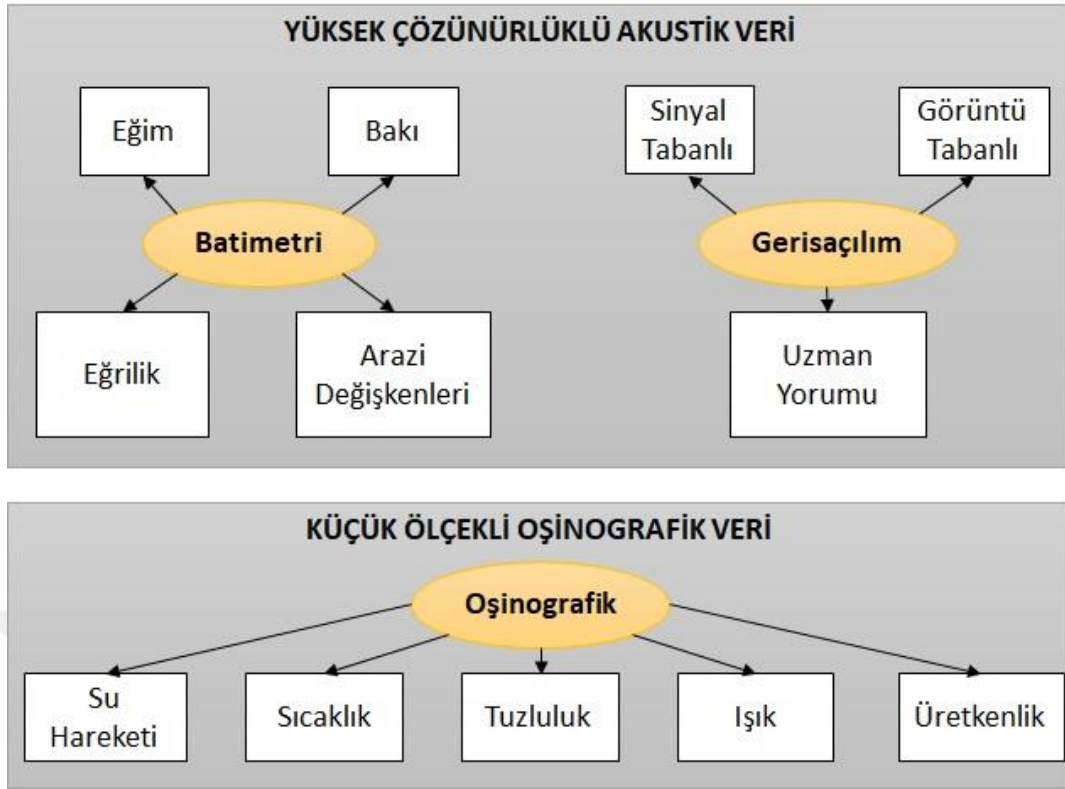 YÜKSEK ÇÖZÜNÜRLÜKLÜ AKUSTİK VERİ
Eğim
Bakı
Sinyal
Tabanlı
Görüntü
Tabanlı
Batimetri
Gerisaçılım
Eğrilik
Arazi
Değişkenleri
Uzman
Yorumu
KÜÇÜK ÖLÇEKLİ OŞİNOGRAFİK VERİ
Oşinografik
Su
Hareketi
Sıcaklık
Tuzluluk
Işık
Üretkenlik